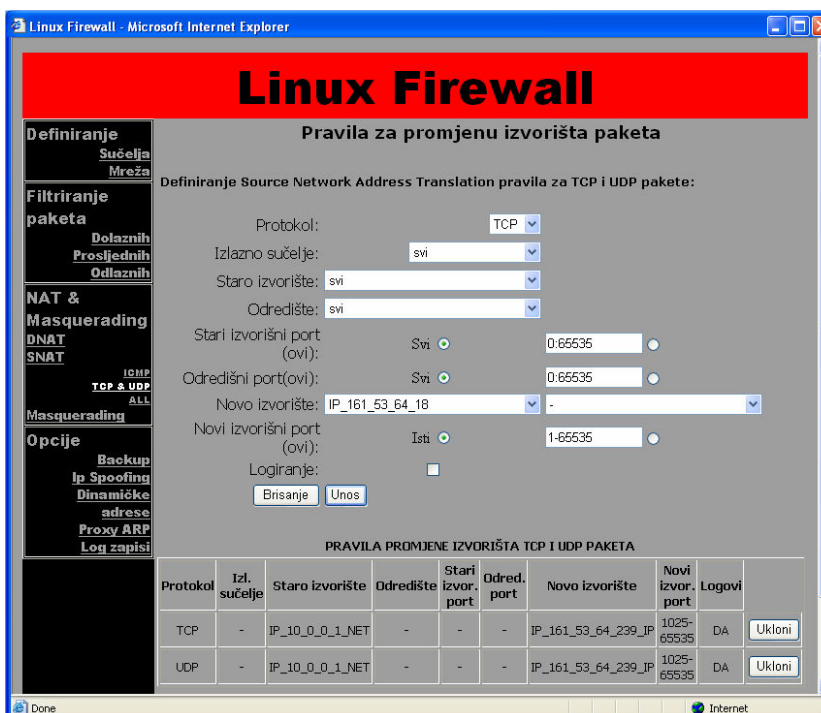 Linux Firewall - Microsoft Internet Explorer
Linux Firewall
Definiranje
Sučelja
Mreža
Filtriranje
paketa
Dolaznih
Prosljednih
Odlaznih
NAT &
Masquerading
DNAT
SNAT
ICMP
TCP & UDP
ALL
Masquerading
Opcije
Backup
Ip Spoofing
Dinamičke
adrese
Proxy ARP
Log zapisi
Pravila za promjenu izvorišta paketa
Definiranje Source Network Address Translation pravila za TCP i UDP pakete:
Protokol: TCP
Izlazno sučelje: svi
Staro izvorište: svi
Odredište: svi
Stari izvorišni port
(ovi): Svi 0:65535
Odredišni port(ovi): Svi 0:65535
Novo izvorište: IP_161_53_64_18 -
Novi izvorišni port
(ovi): Isti 1-65535
Logiranje:
Brisanje Unos
PRAVILA PROMJENE IZVORIŠTA TCP I UDP PAKETA
Protokol Izl. sučelje Staro izvorište Odredište Stari izvor. port Odred. port Novo izvorište Novi izvor. port Logovi
TCP - IP_10_0_0_1_NET - - - IP_161_53_64_239_IP 1025-65535 DA Ukloni
UDP - IP_10_0_0_1_NET - - - IP_161_53_64_239_IP 1025-65535 DA Ukloni
Done Internet